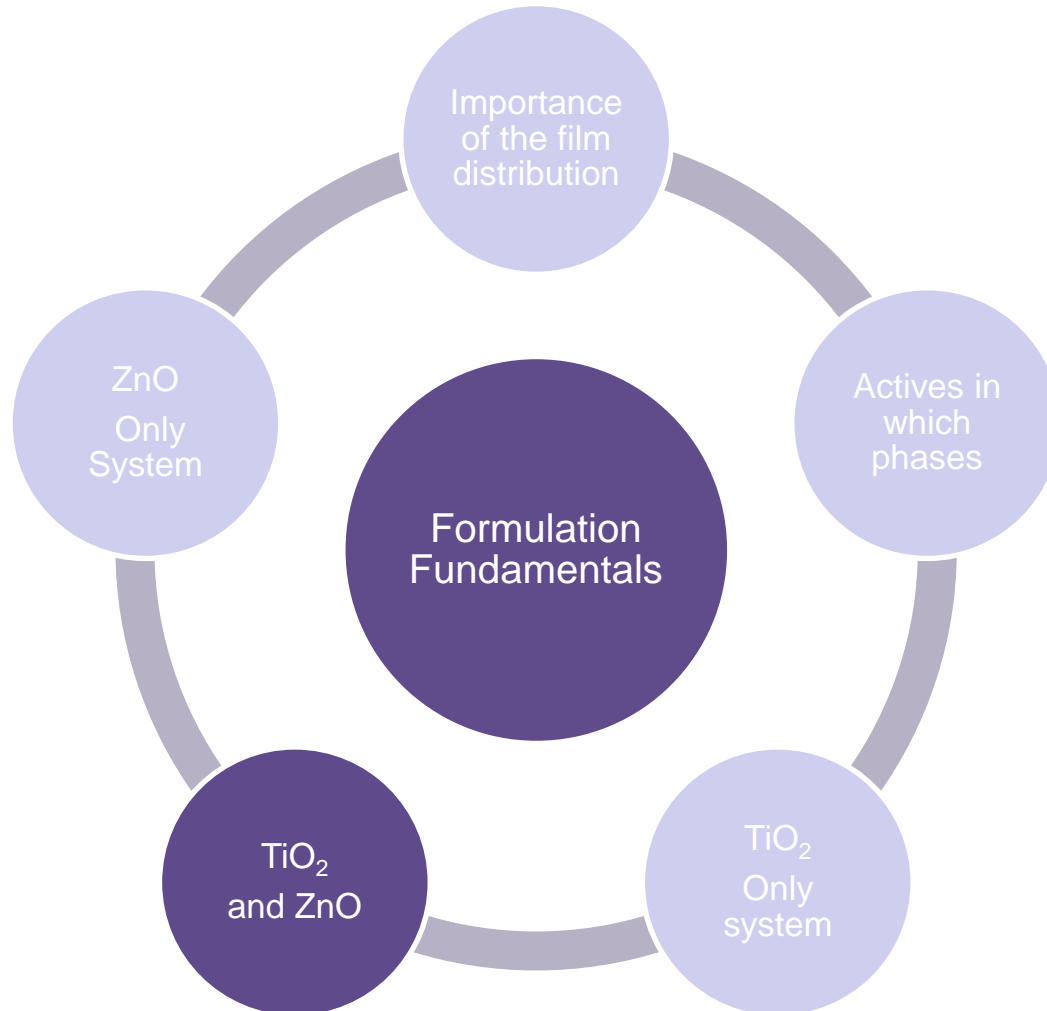 Importance
of the film
distribution
Actives in
which
phases
TiO₂
Only
system
TiO₂
and ZnO
ZnO
Only
System
Formulation
Fundamentals